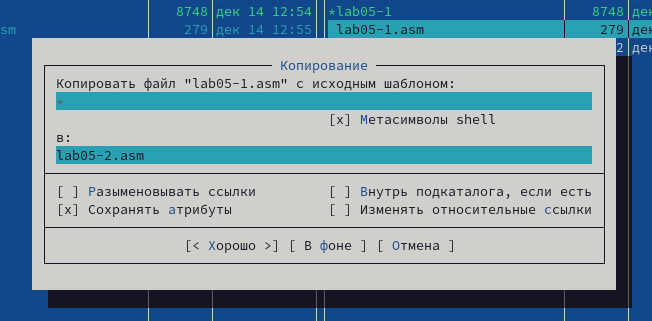 8748 дек 14 12:54 *lab05-1 8748 дек
sm 279 дек 14 12:55 lab05-1.asm 279 дек
2 дек
Копирование
Копировать файл "lab05-1.asm" с исходным шаблоном:
*
[x] Метасимволы shell
в:
lab05-2.asm
[ ] Разыменовывать ссылки [ ] Внутрь подкаталога, если есть
[x] Сохранять атрибуты [ ] Изменять относительные ссылки
[< Хорошо >] [ В фоне ] [ Отмена ]